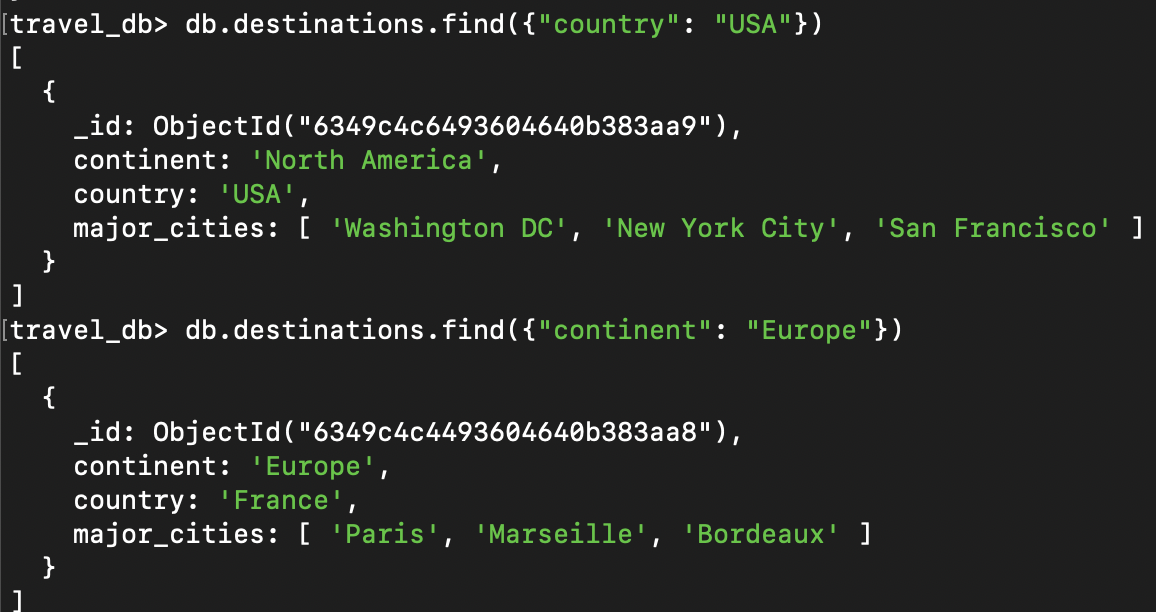 [travel_db> db.destinations.find({"country": "USA"})
[
  {
    _id: ObjectId("6349c4c6493604640b383aa9"),
    continent: 'North America',
    country: 'USA',
    major_cities: [ 'Washington DC', 'New York City', 'San Francisco' ]
  }
]
[travel_db> db.destinations.find({"continent": "Europe"})
[
  {
    _id: ObjectId("6349c4c4493604640b383aa8"),
    continent: 'Europe',
    country: 'France',
    major_cities: [ 'Paris', 'Marseille', 'Bordeaux' ]
  }
]